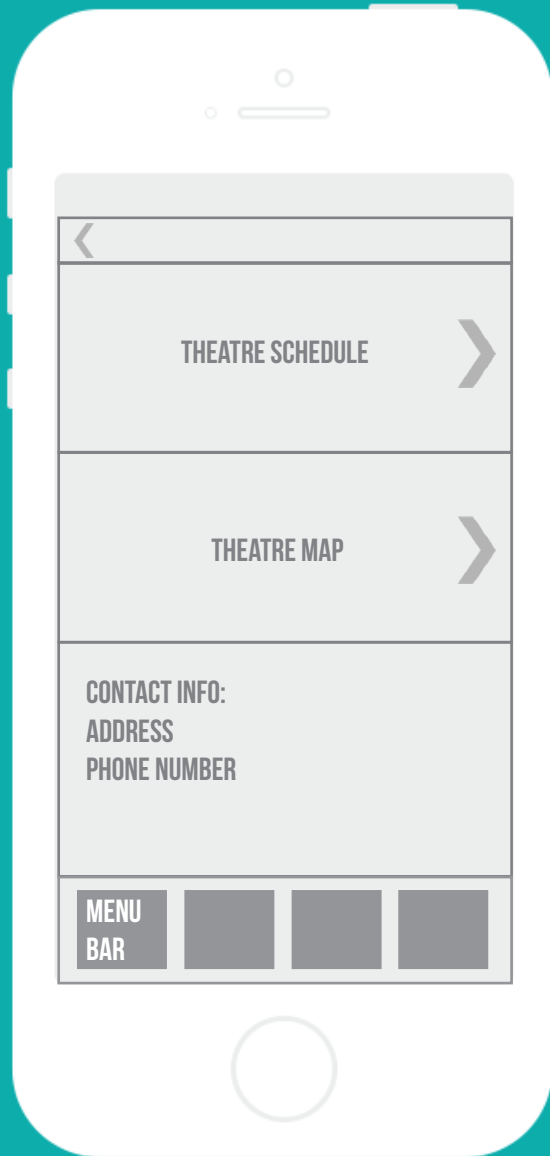 THEATRE SCHEDULE
THEATRE MAP
CONTACT INFO:
ADDRESS
PHONE NUMBER
MENU
BAR